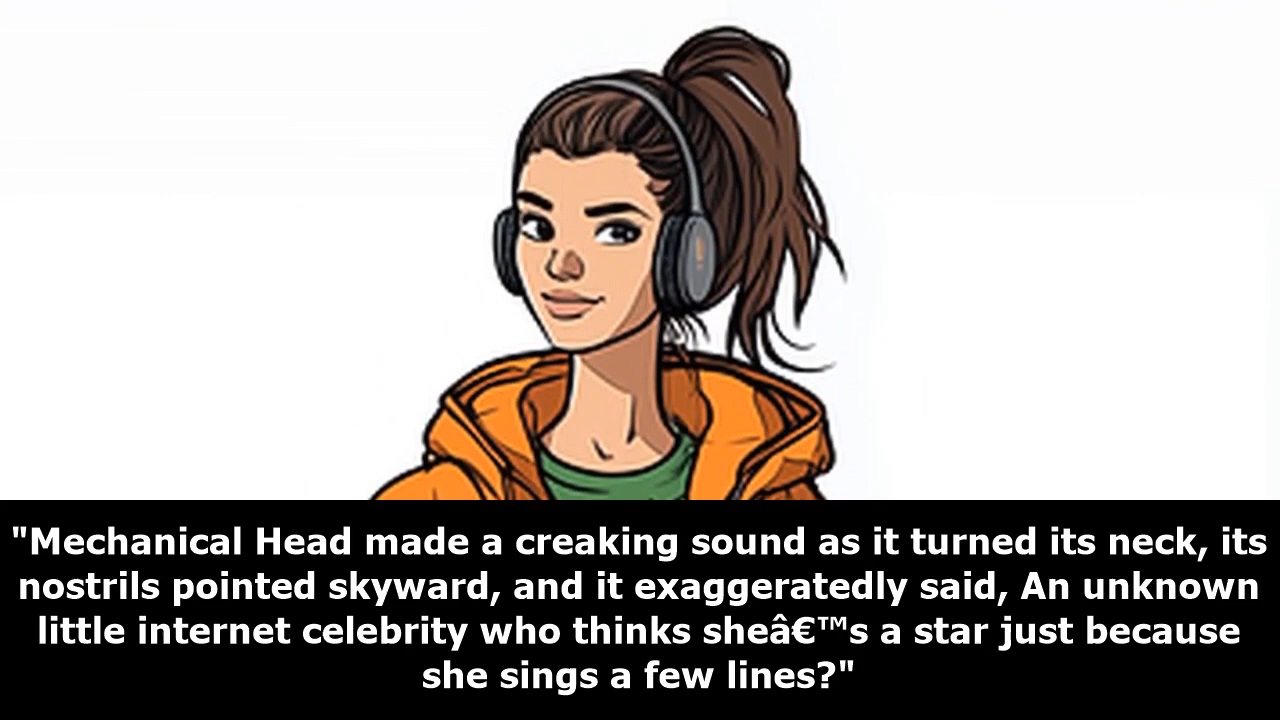 "Mechanical Head made a creaking sound as it turned its neck, its
nostrils pointed skyward, and it exaggeratedly said, An unknown
little internet celebrity who thinks sheâ€™s a star just because
she sings a few lines?"